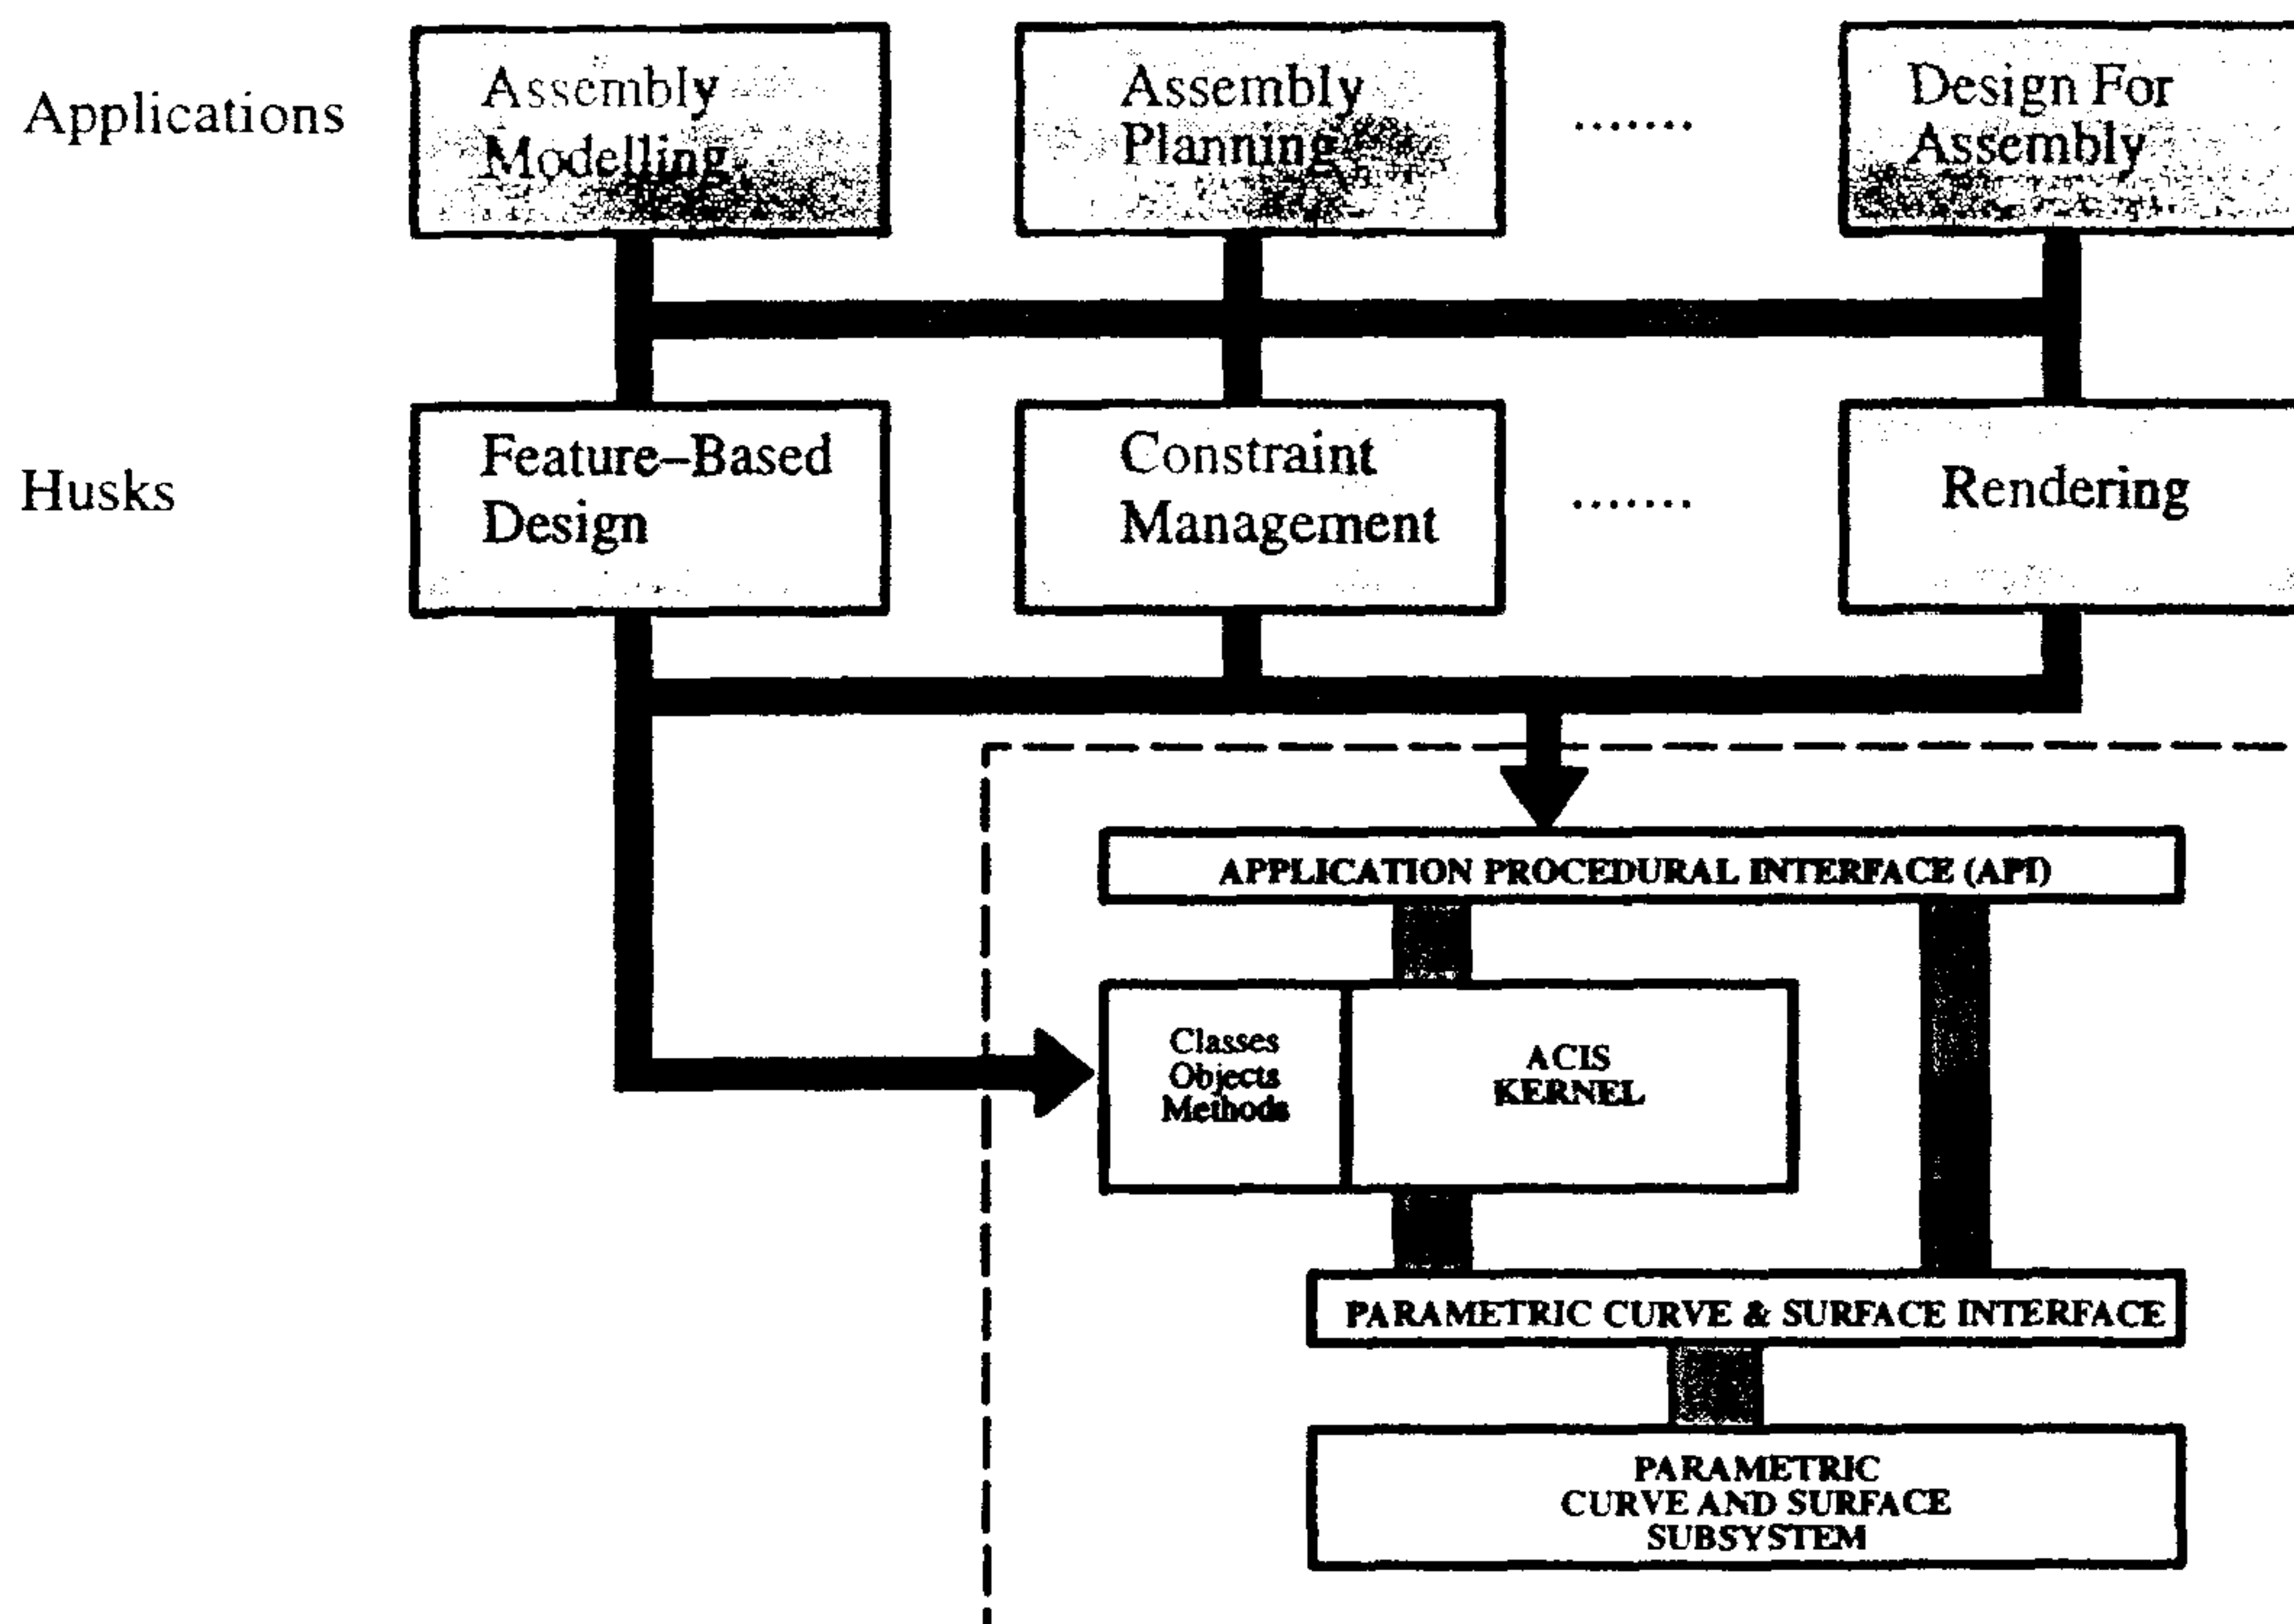 Applications
Assembly
Modelling
Assembly
Planning
.......
Design For
Assembly
Husks
Feature–Based
Design
Constraint
Management
.......
Rendering
APPLICATION PROCEDURAL INTERFACE (API)
Classes
Objects
Methods
ACIS
KERNEL
PARAMETRIC CURVE & SURFACE INTERFACE
PARAMETRIC
CURVE AND SURFACE
SUBSYSTEM